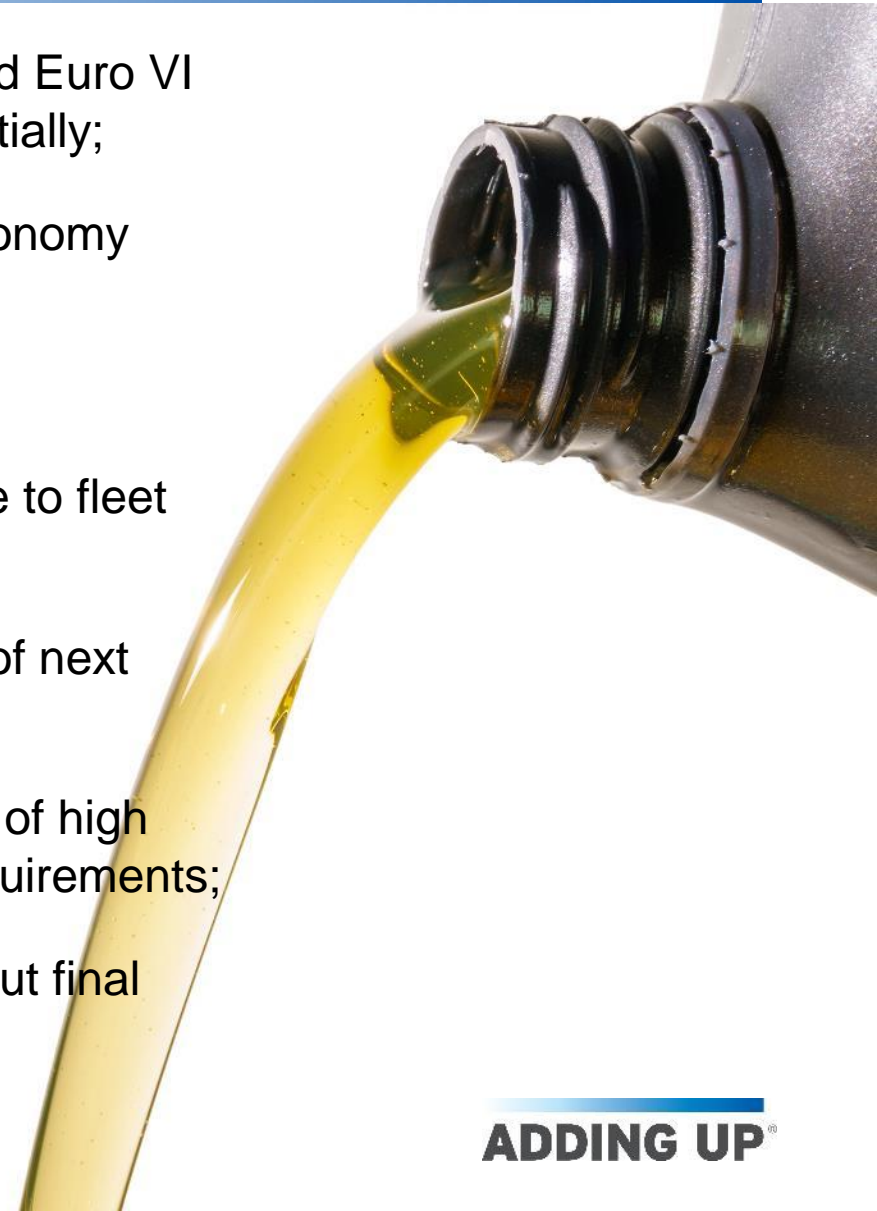 d Euro VI
tially;
onomy
e to fleet
of next
of high
uirements;
ut final
ADDING UP®